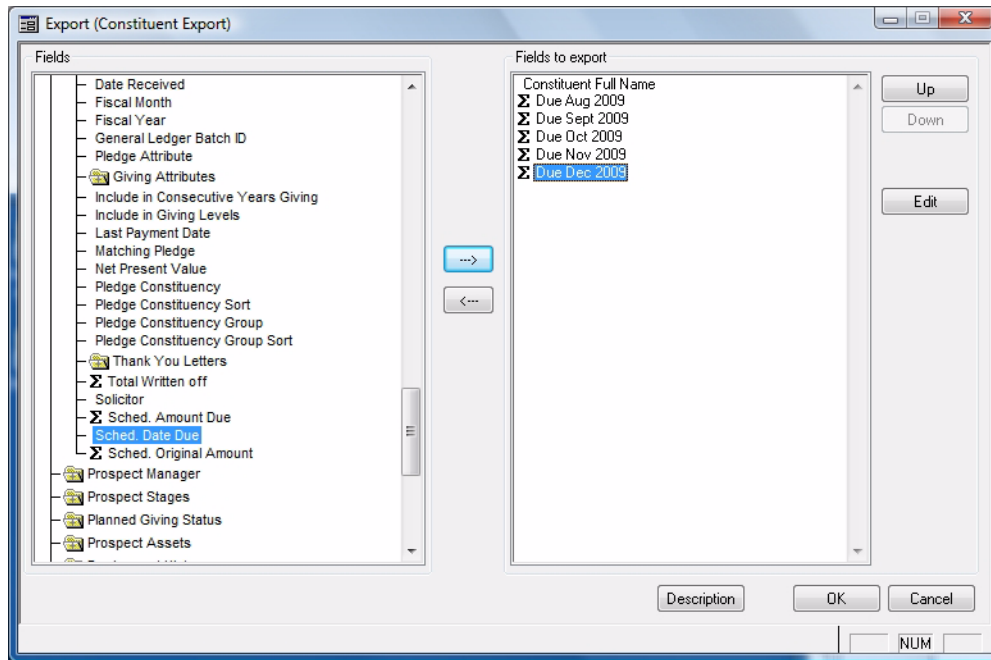 Export (Constituent Export)
Fields
Date Received
Fiscal Month
Fiscal Year
General Ledger Batch ID
Pledge Attribute
Giving Attributes
Include in Consecutive Years Giving
Include in Giving Levels
Last Payment Date
Matching Pledge
Net Present Value
Pledge Constituency
Pledge Constituency Sort
Pledge Constituency Group
Pledge Constituency Group Sort
Thank You Letters
Σ Total Written off
Solicitor
Σ Sched. Amount Due
Sched. Date Due
Σ Sched. Original Amount
Prospect Manager
Prospect Stages
Planned Giving Status
Prospect Assets
--->
<---
Fields to export
Constituent Full Name
Σ Due Aug 2009
Σ Due Sept 2009
Σ Due Oct 2009
Σ Due Nov 2009
Σ Due Dec 2009
Up
Down
Edit
Description
OK
Cancel
NUM